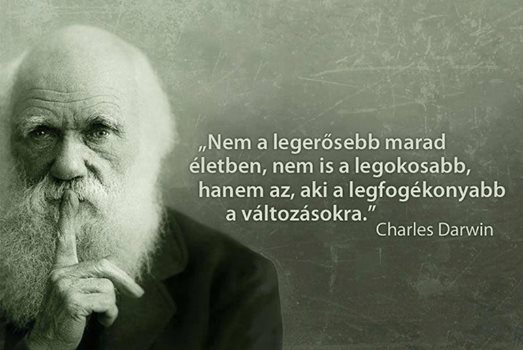 „Nem a legerősebb marad
életben, nem is a legokosabb,
hanem az, aki a legfogékonyabb
a változásokra.”
Charles Darwin